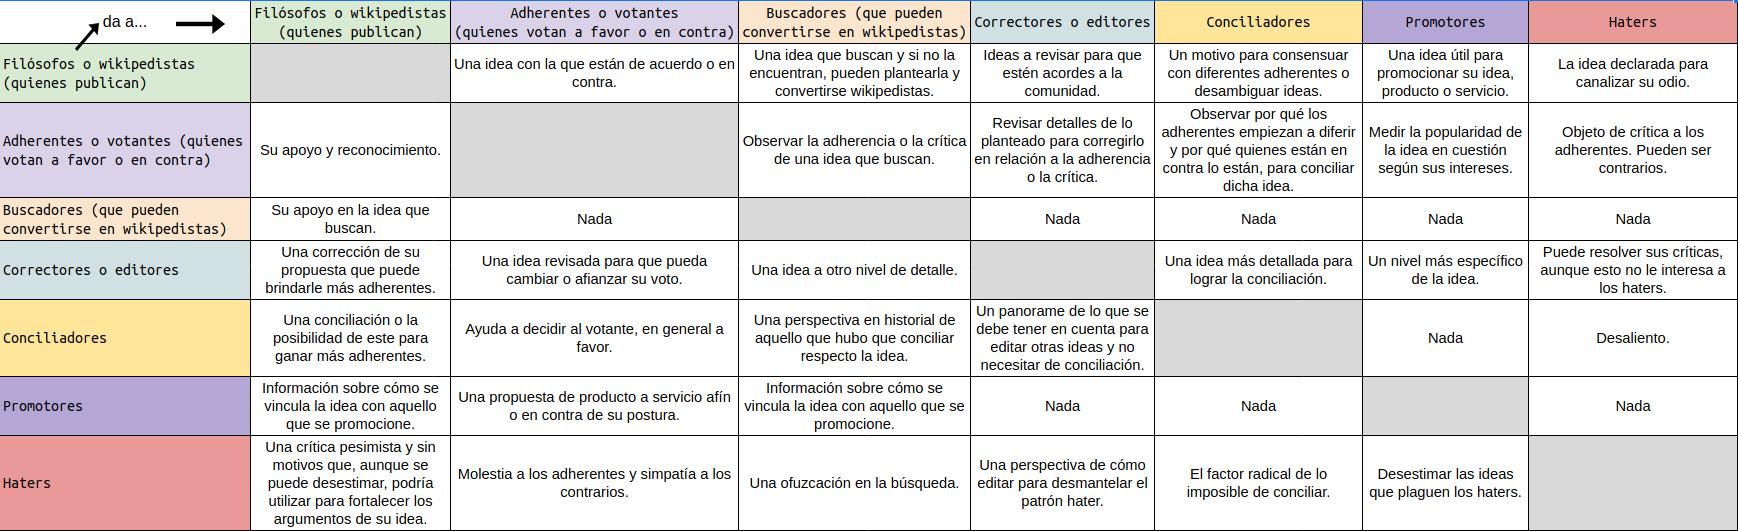 da a...
Filósofos o wikipedistas
(quienes publican)
Adherentes o votantes
(quienes votan a favor o en contra)
Buscadores (que pueden
convertirse en wikipedistas)
Correctores o editores
Conciliadores
Promotores
Haters
Filósofos o wikipedistas
(quienes publican)
Una idea con la que están de acuerdo o en
contra.
Una idea que buscan y si no la
encuentran, pueden plantearla y
convertirse wikipedistas.
Ideas a revisar para que
estén acordes a la
comunidad.
Un motivo para consensuar
con diferentes adherentes o
desambiguar ideas.
Una idea útil para
promocionar su idea,
producto o servicio.
La idea declarada para
canalizar su odio.
Adherentes o votantes (quienes
votan a favor o en contra)
Su apoyo y reconocimiento.
Observar la adherencia o la crítica
de una idea que buscan.
Revisar detalles de lo
planteado para corregirlo
en relación a la adherencia
o la crítica.
Observar por qué los
adherentes empiezan a diferir
y por qué quienes están en
contra lo están, para conciliar
dicha idea.
Medir la popularidad de
la idea en cuestión
según sus intereses.
Objeto de crítica a los
adherentes. Pueden ser
contrarios.
Buscadores (que pueden
convertirse en wikipedistas)
Su apoyo en la idea que
buscan.
Nada
Nada
Nada
Nada
Nada
Correctores o editores
Una corrección de su
propuesta que puede
brindarle más adherentes.
Una idea revisada para que pueda
cambiar o afianzar su voto.
Una idea a otro nivel de detalle.
Una idea más detallada para
lograr la conciliación.
Un nivel más específico
de la idea.
Puede resolver sus críticas,
aunque esto no le interesa a
los haters.
Conciliadores
Una conciliación o la
posibilidad de este para
ganar más adherentes.
Ayuda a decidir al votante, en general a
favor.
Una perspectiva en historial de
aquello que hubo que conciliar
respecto la idea.
Un panorame de lo que se
debe tener en cuenta para
editar otras ideas y no
necesitar de conciliación.
Nada
Desaliento.
Promotores
Información sobre cómo se
vincula la idea con aquello
que se promocione.
Una propuesta de producto a servicio afín
o en contra de su postura.
Información sobre cómo se
vincula la idea con aquello que se
promocione.
Nada
Nada
Nada
Haters
Una crítica pesimista y sin
motivos que, aunque se
puede desestimar, podría
utilizar para fortalecer los
argumentos de su idea.
Molestia a los adherentes y simpatía a los
contrarios.
Una ofuzcación en la búsqueda.
Una perspectiva de cómo
editar para desmantelar el
patrón hater.
El factor radical de lo
imposible de conciliar.
Desestimar las ideas
que plaguen los haters.